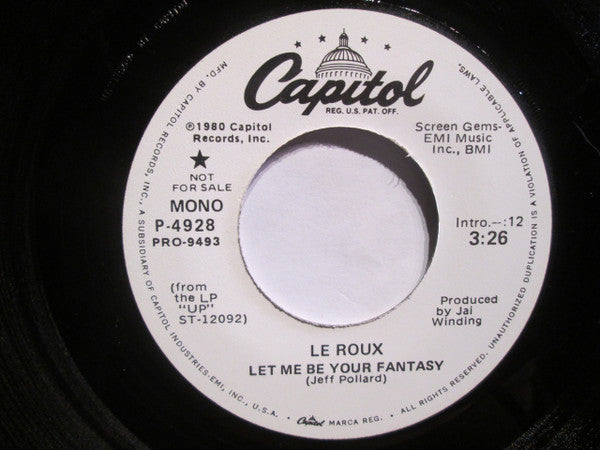 Capitol
REG. U.S. PAT. OFF.
℗1980 Capitol
Records, Inc.
Screen Gems-
EMI Music
Inc., BMI
★
NOT
FOR SALE
MONO
P-4928
PRO-9493
Intro.–:12
3:26
(from
the LP
"UP"
ST-12092)
Produced
by Jai
Winding
LE ROUX
LET ME BE YOUR FANTASY
(Jeff Pollard)
MFD. BY CAPITOL RECORDS, INC., A SUBSIDIARY OF CAPITOL INDUSTRIES-EMI, INC., U.S.A. • Capitol MARCA REG. • ALL RIGHTS RESERVED. UNAUTHORIZED DUPLICATION IS A VIOLATION OF APPLICABLE LAWS.